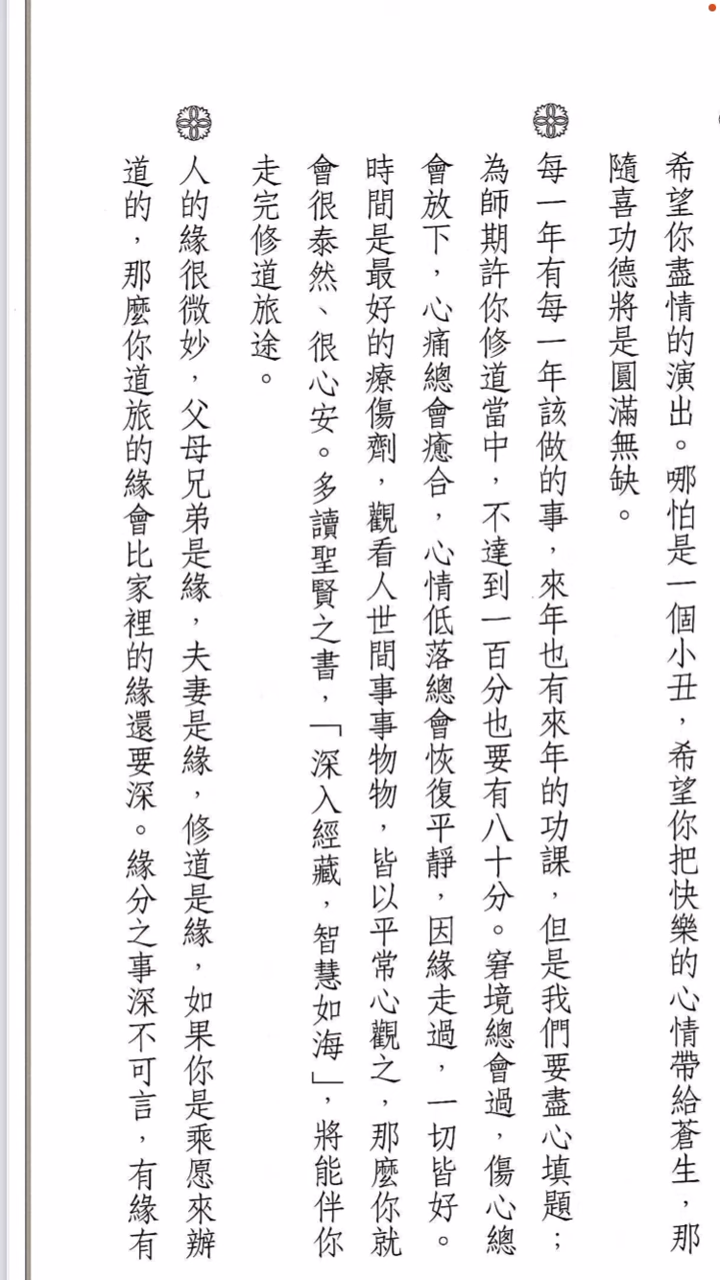 希望你盡情的演出。哪怕是一個小丑，希望你把快樂的心情帶給蒼生，那
隨喜功德將是圓滿無缺。
每一年有每一年該做的事，來年也有來年的功課，但是我們要盡心填題；
為師期許你修道當中，不達到一百分也要有八十分。窘境總會過，傷心總
會放下，心痛總會癒合，心情低落總會恢復平靜，因緣走過，一切皆好。
時間是最好的療傷劑，觀看人世間事事物物，皆以平常心觀之，那麼你就
會很泰然、很心安。多讀聖賢之書，「深入經藏，智慧如海」，將能伴你
走完修道旅途。
人的緣很微妙，父母兄弟是緣，夫妻是緣，修道是緣，如果你是乘愿來辦
道的，那麼你道旅的緣會比家裡的緣還要深。緣分之事深不可言，有緣有